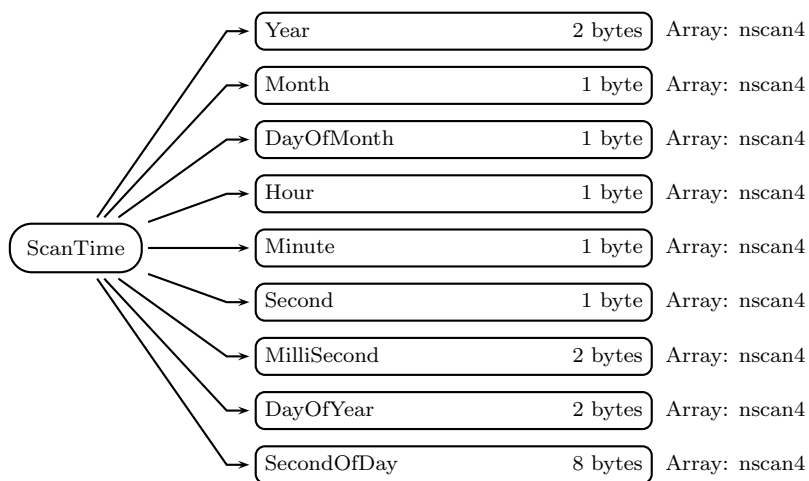 Year 2 bytes Array: nscan4
Month 1 byte Array: nscan4
DayOfMonth 1 byte Array: nscan4
Hour 1 byte Array: nscan4
ScanTime Minute 1 byte Array: nscan4
Second 1 byte Array: nscan4
MilliSecond 2 bytes Array: nscan4
DayOfYear 2 bytes Array: nscan4
SecondOfDay 8 bytes Array: nscan4